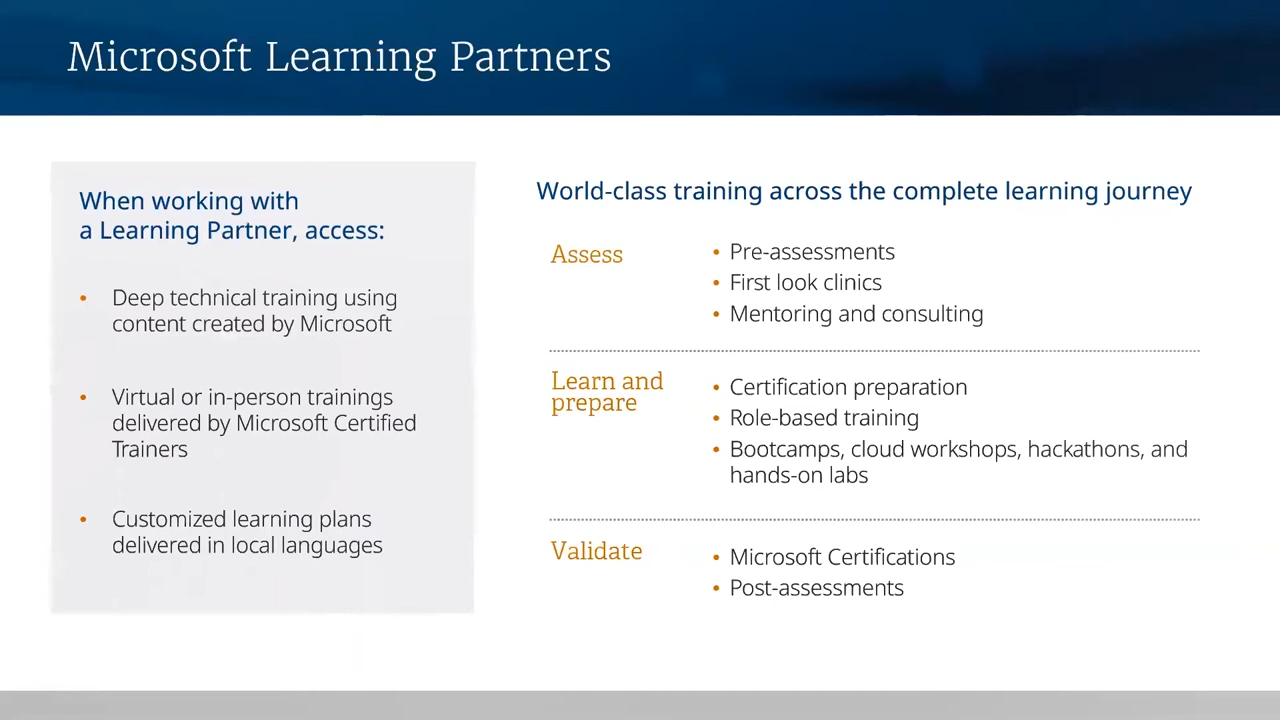 Microsoft Learning Partners
When working with
a Learning Partner, access:
• Deep technical training using
content created by Microsoft
• Virtual or in-person trainings
delivered by Microsoft Certified
Trainers
• Customized learning plans
delivered in local languages
World-class training across the complete learning journey
Assess
• Pre-assessments
• First look clinics
• Mentoring and consulting
Learn and
prepare
• Certification preparation
• Role-based training
• Bootcamps, cloud workshops, hackathons, and
hands-on labs
Validate
• Microsoft Certifications
• Post-assessments